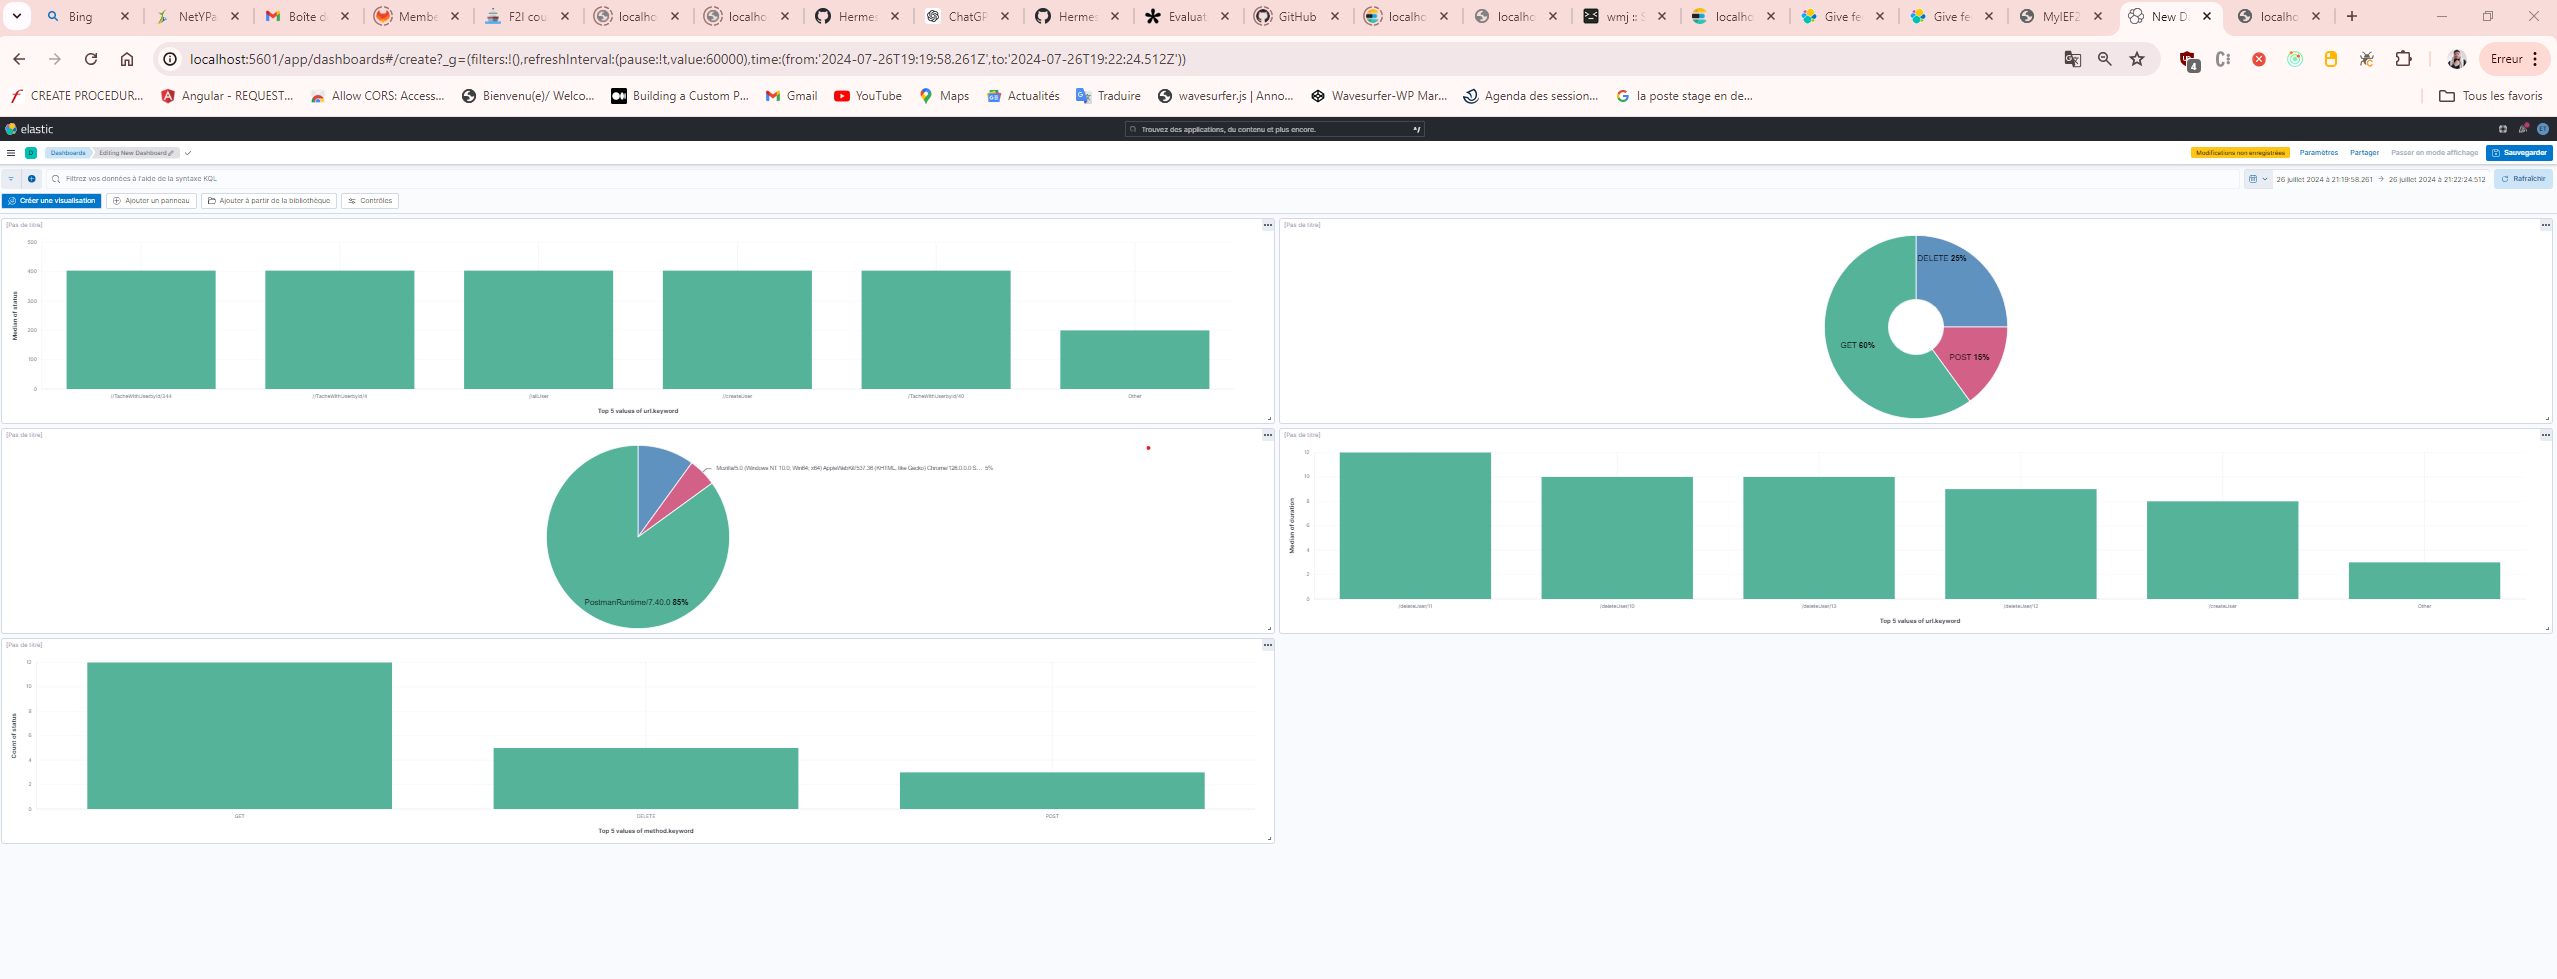 Bing
NetYPa
Boîte d
Membe
F2I cou
localho
localho
Hermes
ChatGP
Hermes
Evaluat
GitHub
localho
localho
wmj :: S
localho
Give fe
Give fe
MyIEF2
New D
localho
localhost:5601/app/dashboards#/create?_g=(filters:!(),refreshInterval:(pause:!t,value:60000),time:(from:'2024-07-26T19:19:58.261Z',to:'2024-07-26T19:22:24.512Z'))
4
Erreur
CREATE PROCEDUR...
Angular - REQUEST...
Allow CORS: Access...
Bienvenu(e)/ Welco...
Building a Custom P...
Gmail
YouTube
Maps
Actualités
Traduire
wavesurfer.js | Anno...
Wavesurfer-WP Mar...
Agenda des session...
la poste stage en de...
Tous les favoris
elastic
Trouvez des applications, du contenu et plus encore.
ET
D
Dashboards
Editing New Dashboard
Modifications non enregistrées
Paramètres
Partager
Passer en mode affichage
Sauvegarder
Filtrez vos données à l'aide de la syntaxe KQL
26 juillet 2024 à 21:19:58.261
26 juillet 2024 à 21:22:24.512
Rafraîchir
Créer une visualisation
Ajouter un panneau
Ajouter à partir de la bibliothèque
Contrôles
[Pas de titre]
500
400
300
200
100
0
Median of status
//TacheWithUserbyId/344
//TacheWithUserbyId/4
//allUser
//createUser
/TacheWithUserbyId/40
Other
Top 5 values of url.keyword
[Pas de titre]
DELETE 25%
GET 60%
POST 15%
[Pas de titre]
Mozilla/5.0 (Windows NT 10.0; Win64; x64) AppleWebKit/537.36 (KHTML, like Gecko) Chrome/126.0.0.0 S... 5%
PostmanRuntime/7.40.0 85%
[Pas de titre]
12
10
8
6
4
2
0
Median of duration
/deleteUser/11
/deleteUser/10
/deleteUser/13
/deleteUser/12
/createUser
Other
Top 5 values of url.keyword
[Pas de titre]
12
10
8
6
4
2
0
Count of status
GET
DELETE
POST
Top 5 values of method.keyword